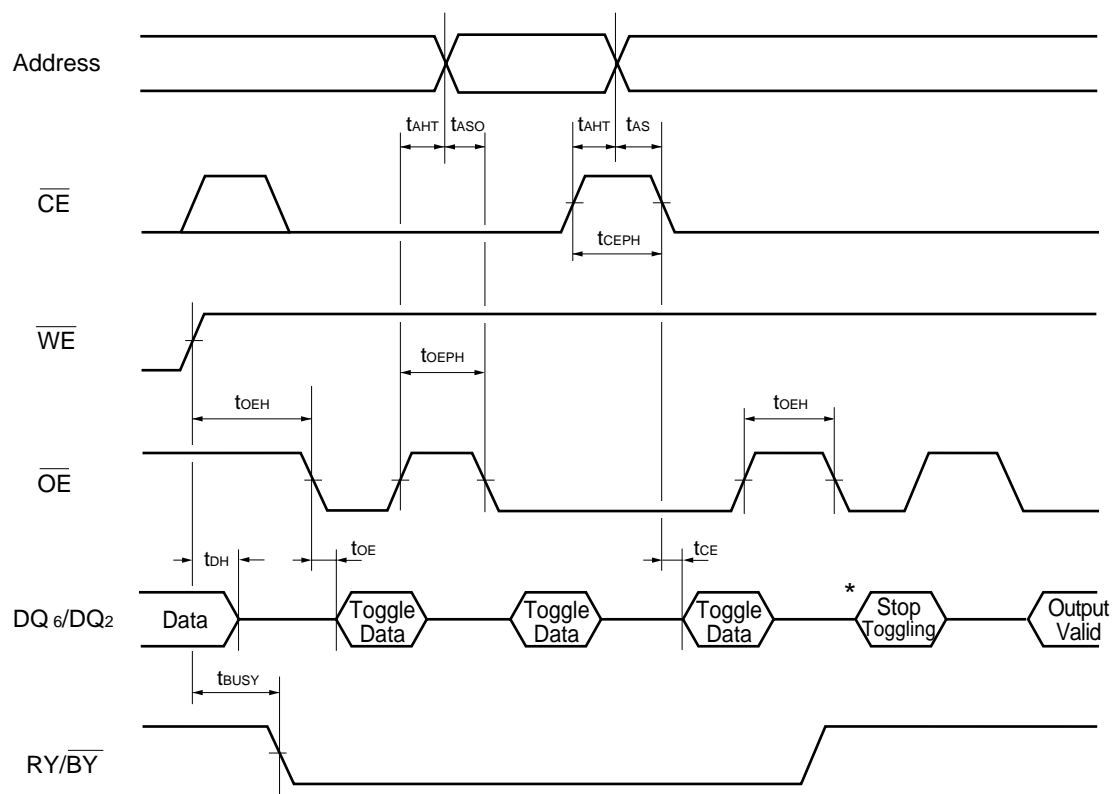 Address
tAHT tASO tAHT tAS
CE
tCEPH
WE
tOEPH
tOEH tOEH
OE
tDH tOE tCE
DQ6/DQ2 Data Toggle Data Toggle Data Toggle Data * Stop Toggling Output Valid
tBUSY
RY/BY